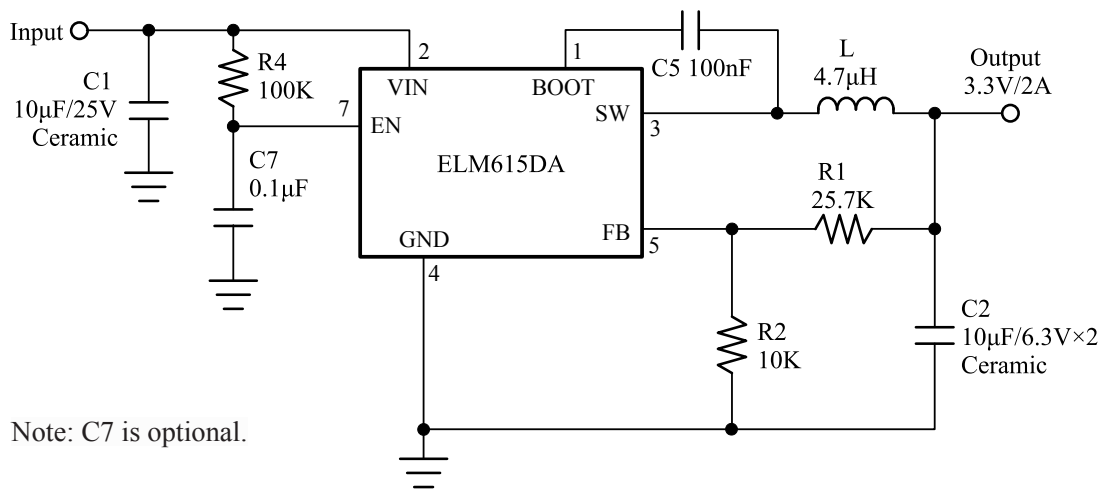 Input
C1
10μF/25V
Ceramic
R4
100K
7
C7
0.1μF
2
VIN
EN
1
BOOT
SW
3
ELM615DA
GND
4
FB
5
C5 100nF
L
4.7μH
Output
3.3V/2A
R1
25.7K
R2
10K
C2
10μF/6.3V×2
Ceramic
Note: C7 is optional.